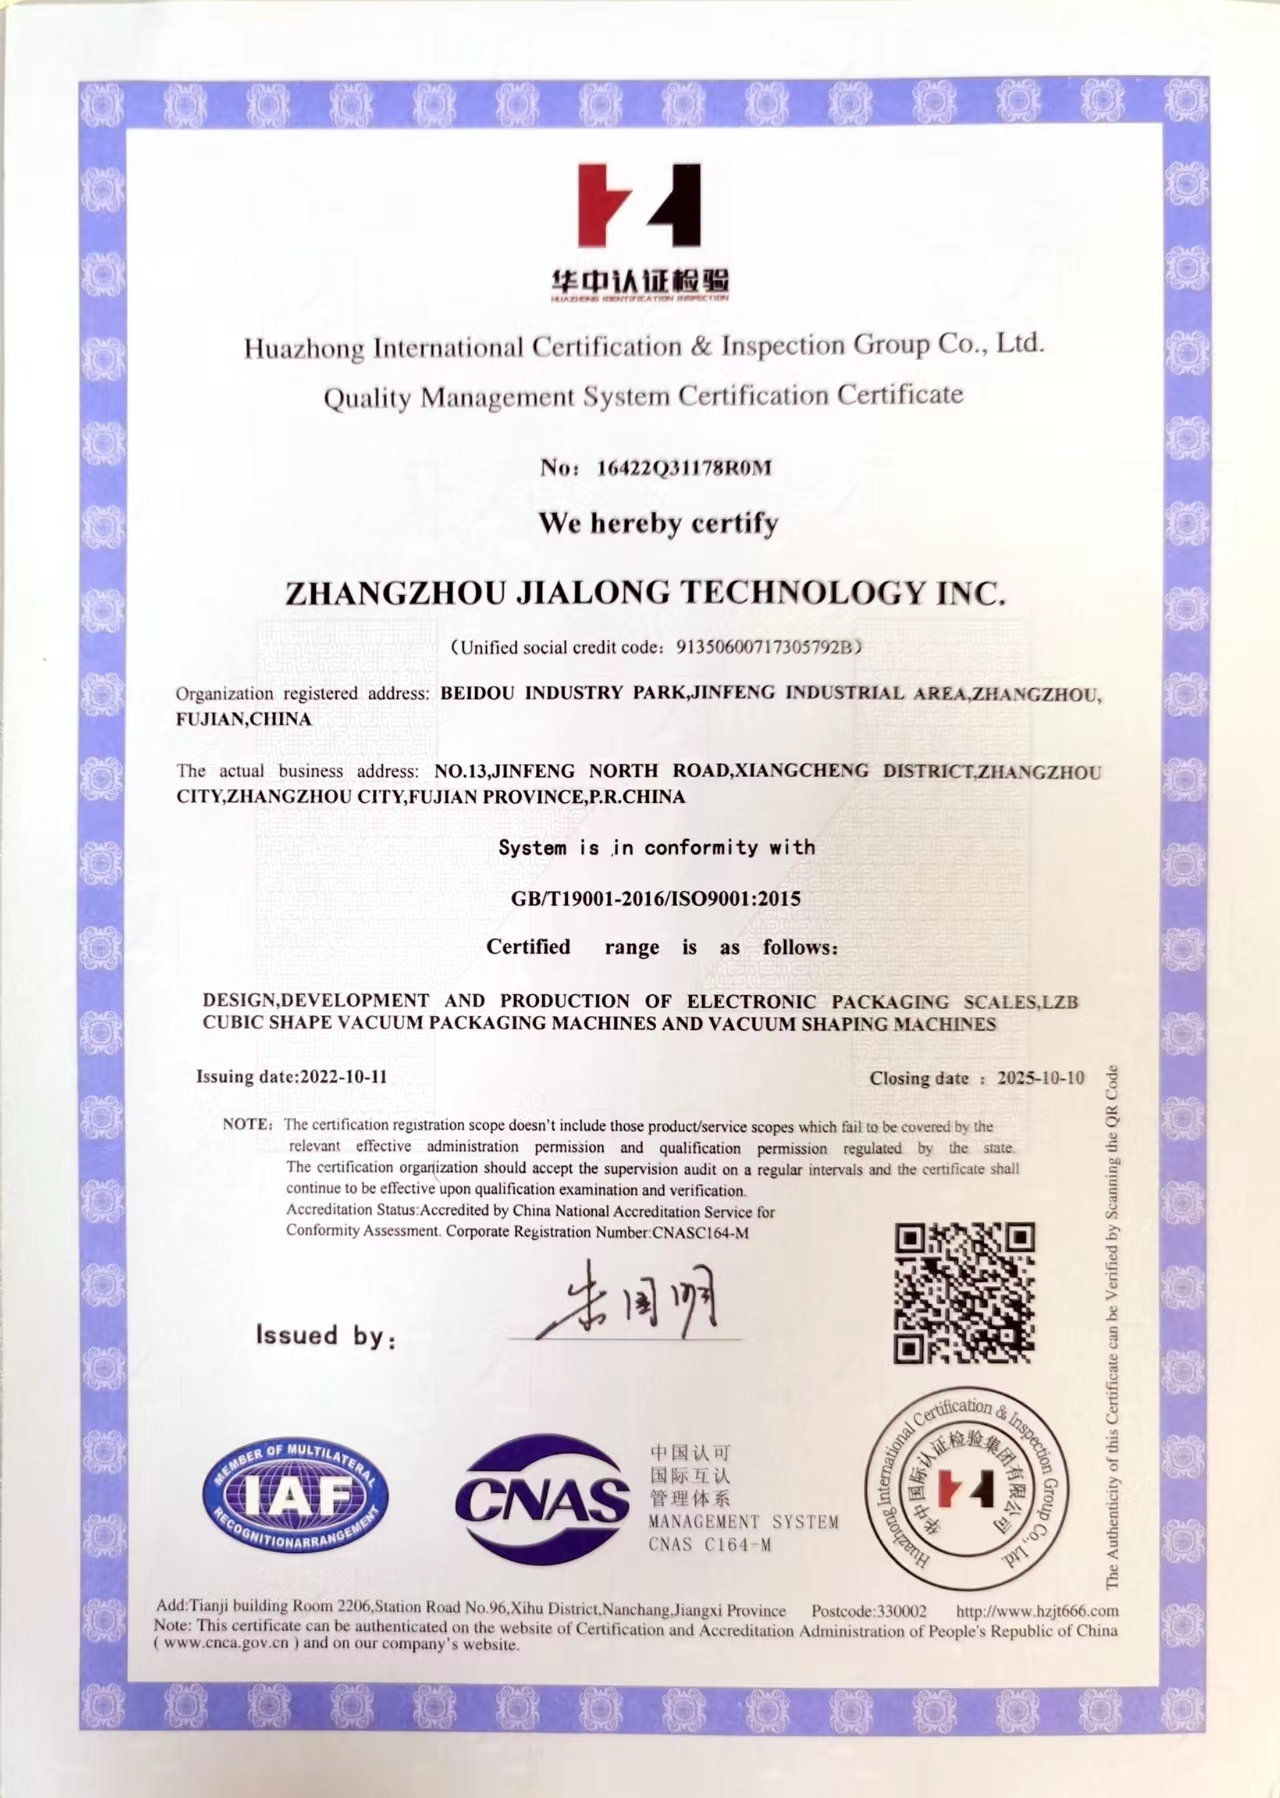 华中认证检验
HUAZHONG IDENTIFICATION INSPECTION
Huazhong International Certification & Inspection Group Co., Ltd.
Quality Management System Certification Certificate
No: 16422Q31178R0M
We hereby certify
ZHANGZHOU JIALONG TECHNOLOGY INC.
(Unified social credit code: 91350600717305792B)
Organization registered address: BEIDOU INDUSTRY PARK,JINFENG INDUSTRIAL AREA,ZHANGZHOU,
FUJIAN,CHINA
The actual business address: NO.13,JINFENG NORTH ROAD,XIANGCHENG DISTRICT,ZHANGZHOU
CITY,ZHANGZHOU CITY,FUJIAN PROVINCE,P.R.CHINA
System is in conformity with
GB/T19001-2016/ISO9001:2015
Certified range is as follows:
DESIGN,DEVELOPMENT AND PRODUCTION OF ELECTRONIC PACKAGING SCALES,LZB
CUBIC SHAPE VACUUM PACKAGING MACHINES AND VACUUM SHAPING MACHINES
Issuing date:2022-10-11
Closing date : 2025-10-10
NOTE: The certification registration scope doesn't include those product/service scopes which fail to be covered by the
relevant effective administration permission and qualification permission regulated by the state.
The certification organization should accept the supervision audit on a regular intervals and the certificate shall
continue to be effective upon qualification examination and verification.
Accreditation Status:Accredited by China National Accreditation Service for
Conformity Assessment. Corporate Registration Number:CNASC164-M
Issued by:
朱国明
The Authenticity of this Certificate can be Verified by Scanning the QR Code
MEMBER OF MULTILATERAL
IAF
RECOGNITIONARRANGEMENT
CNAS
中国认可
国际互认
管理体系
MANAGEMENT SYSTEM
CNAS C164-M
Huazhong International Certification & Inspection Group Co., Ltd.
华中国际认证检验集团有限公司
Add:Tianji building Room 2206,Station Road No.96,Xihu District,Nanchang,Jiangxi Province Postcode:330002 http://www.hzjt666.com
Note: This certificate can be authenticated on the website of Certification and Accreditation Administration of People's Republic of China
( www.cnca.gov.cn ) and on our company's website.